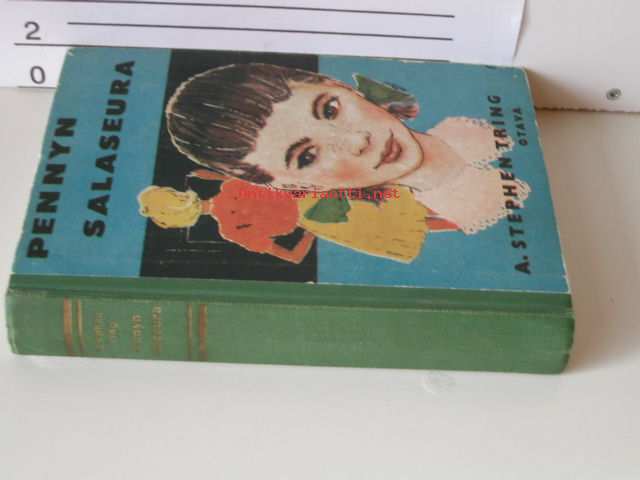 2
0
PENNYN
SALASEURA
A. STEPHEN TRING
OTAVA